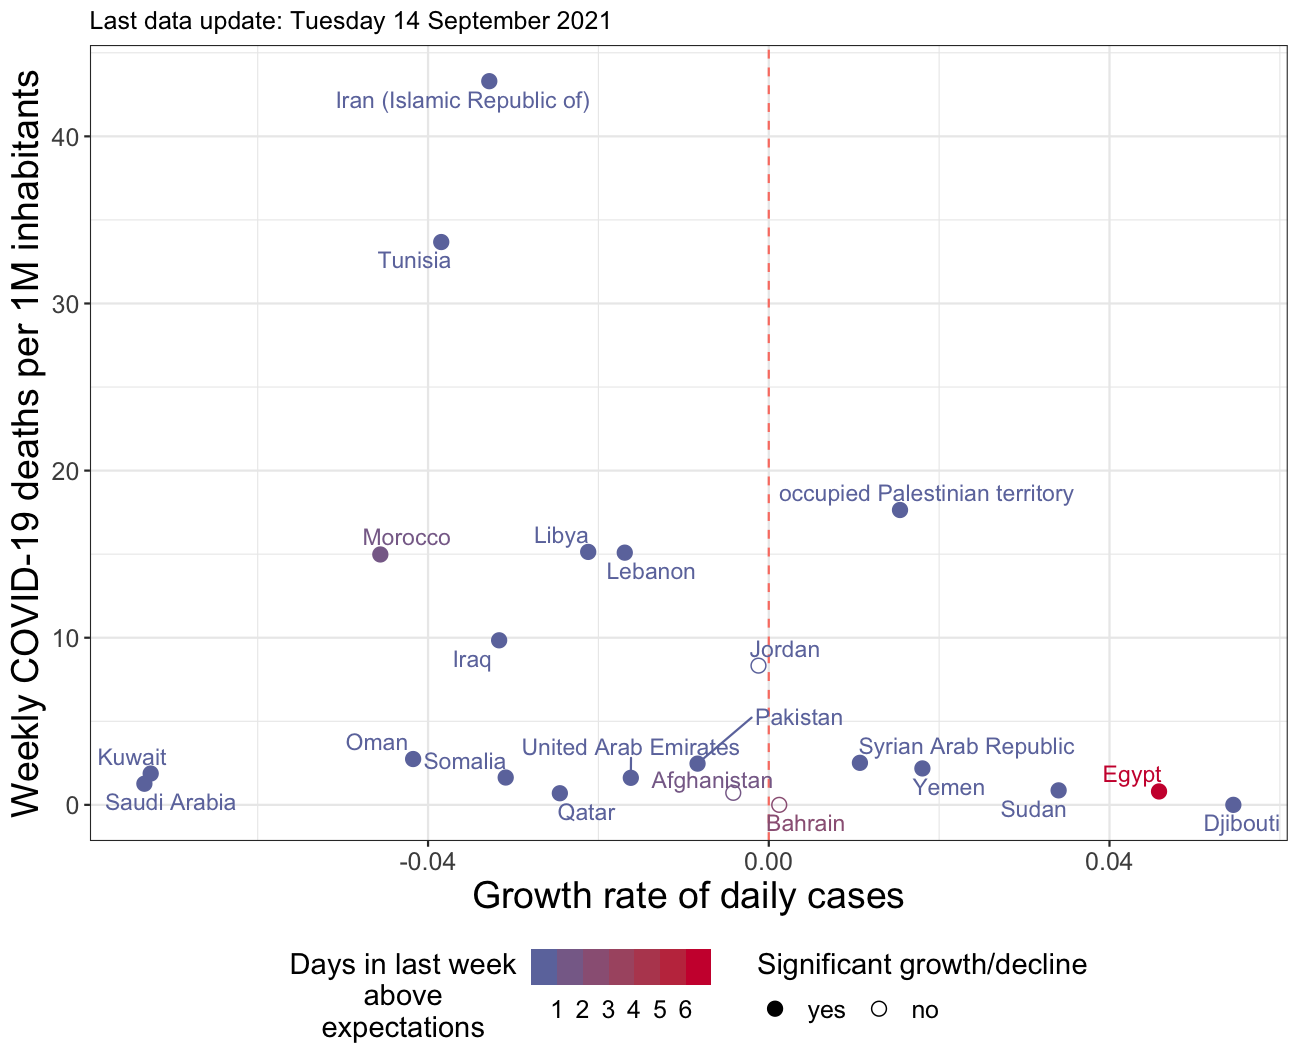 Last data update: Tuesday 14 September 2021
Weekly COVID-19 deaths per 1M inhabitants
40
30
20
10
0
Iran (Islamic Republic of)
Tunisia
occupied Palestinian territory
Morocco
Libya
Lebanon
Iraq
Jordan
Pakistan
Oman
Somalia
United Arab Emirates
Syrian Arab Republic
Kuwait
Afghanistan
Egypt
Saudi Arabia
Qatar
Yemen
Sudan
Bahrain
Djibouti
-0.04
0.00
0.04
Growth rate of daily cases
Days in last week
above
expectations
1 2 3 4 5 6
Significant growth/decline
yes
no